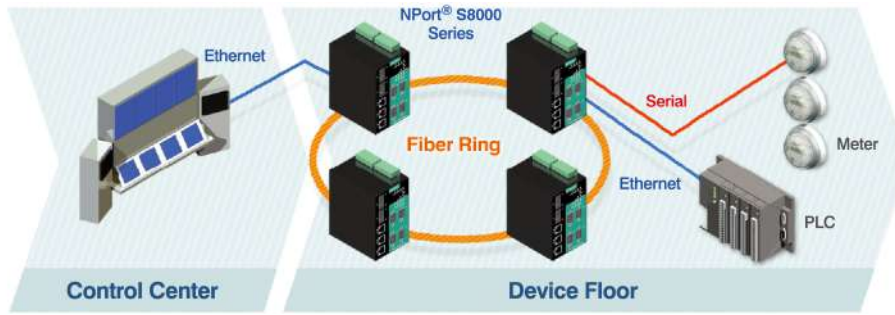 NPort® S8000
Series
Ethernet
Serial
Fiber Ring
Meter
Ethernet
PLC
Control Center
Device Floor